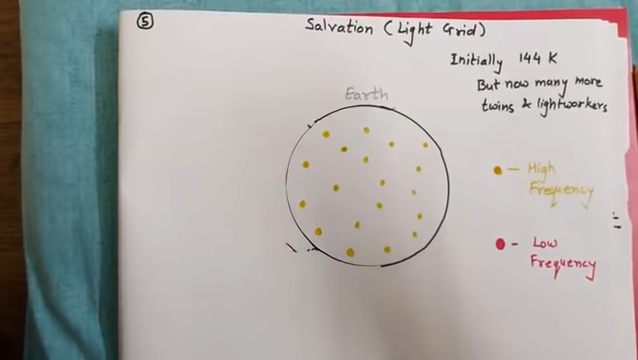 ⑤
Salvation (Light Grid)
Initially 144 K
But now many more
twins & lightworkers
Earth
- High
Frequency
- Low
Frequency